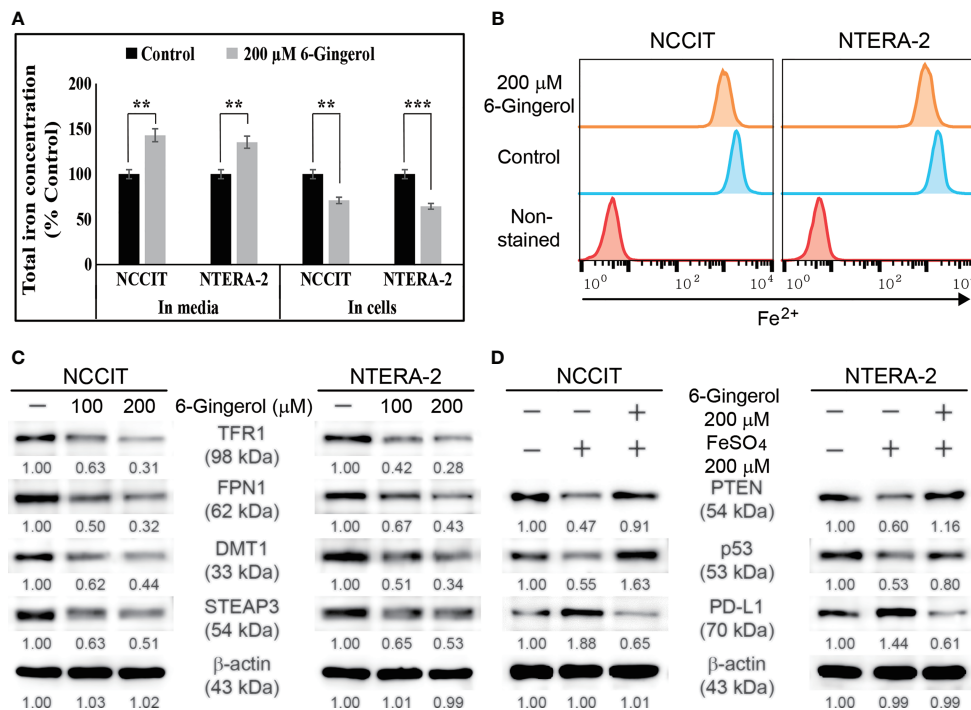 A
Control
200 µM 6-Gingerol
Total iron concentration
(% Control)
200
150
100
50
0
**
**
**
***
NCCIT
NTERA-2
NCCIT
NTERA-2
In media
In cells
B
NCCIT
NTERA-2
200 µM
6-Gingerol
Control
Non-
stained
10⁰
10²
10⁴
10⁰
10²
Fe²⁺
C
NCCIT
NTERA-2
— 100 200 6-Gingerol (µM) — 100 200
TFR1
(98 kDa)
1.00 0.63 0.31
1.00 0.42 0.28
FPN1
(62 kDa)
1.00 0.50 0.32
1.00 0.67 0.43
DMT1
(33 kDa)
1.00 0.62 0.44
1.00 0.51 0.34
STEAP3
(54 kDa)
1.00 0.63 0.51
1.00 0.65 0.53
β-actin
(43 kDa)
1.00 1.03 1.02
1.00 1.01 0.99
D
NCCIT
NTERA-2
6-Gingerol
200 µM
— — +
— — +
FeSO₄
200 µM
— + +
— + +
PTEN
(54 kDa)
1.00 0.47 0.91
1.00 0.60 1.16
p53
(53 kDa)
1.00 0.55 1.63
1.00 0.53 0.80
PD-L1
(70 kDa)
1.00 1.88 0.65
1.00 1.44 0.61
β-actin
(43 kDa)
1.00 1.00 1.01
1.00 0.99 0.99